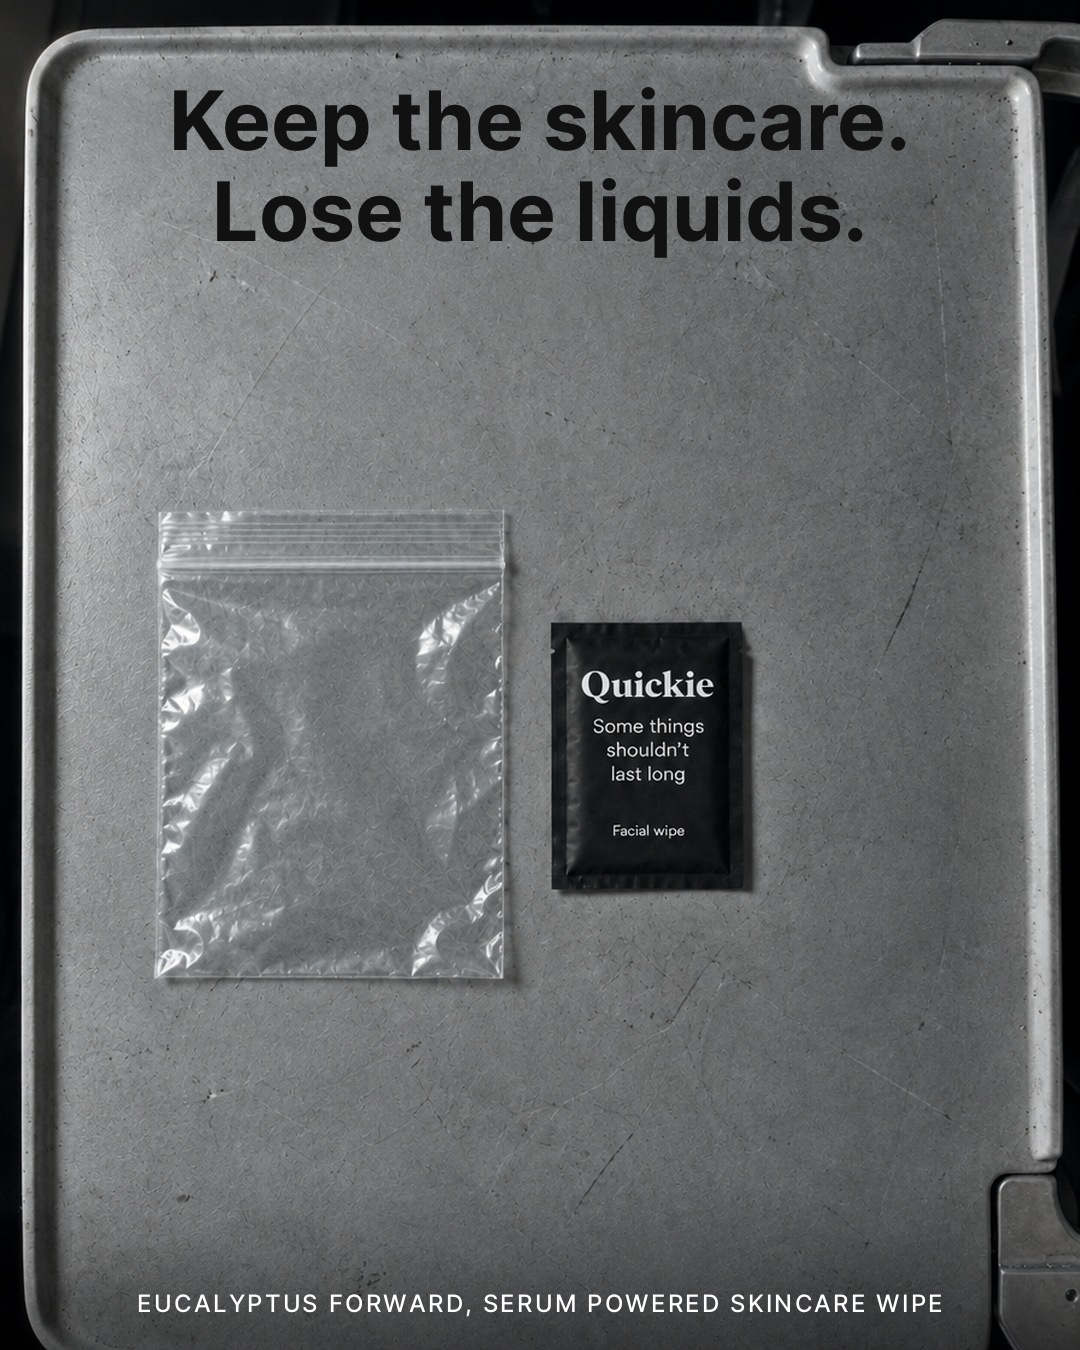 Keep the skincare.
Lose the liquids.
Quickie
Some things
shouldn't
last long
Facial wipe
EUCALYPTUS FORWARD, SERUM POWERED SKINCARE WIPE